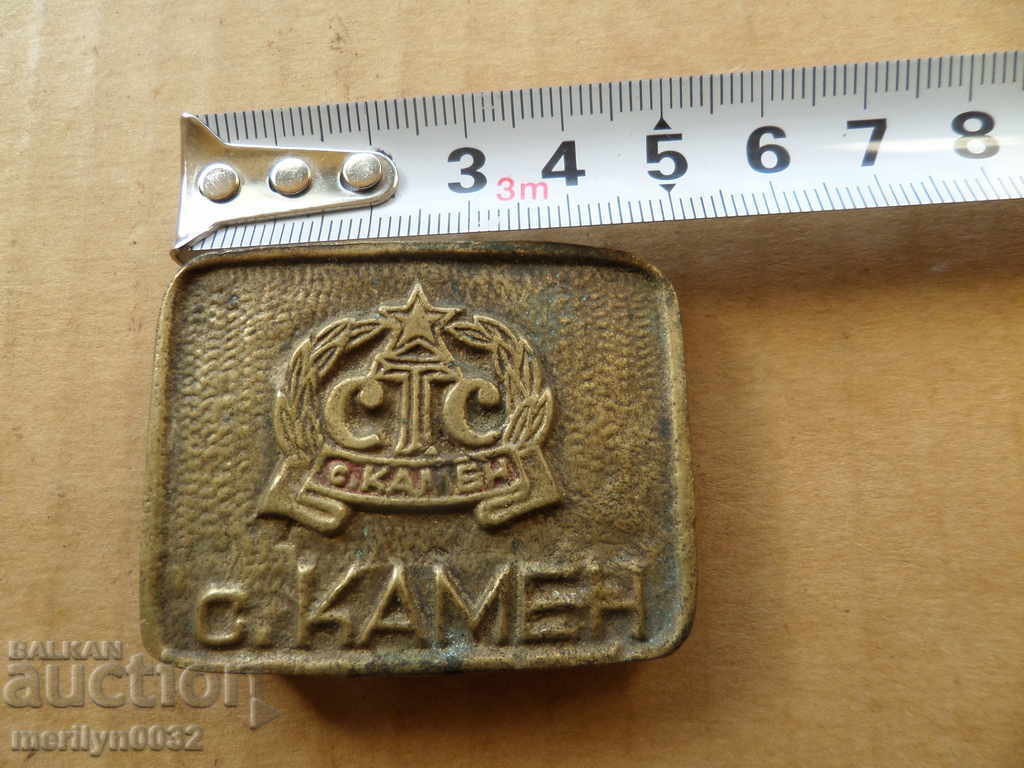 3 4 5 6 7 8
3m
СТС
С. КАМЕН
С. КАМЕН
BALKAN
auction
merilyn0032